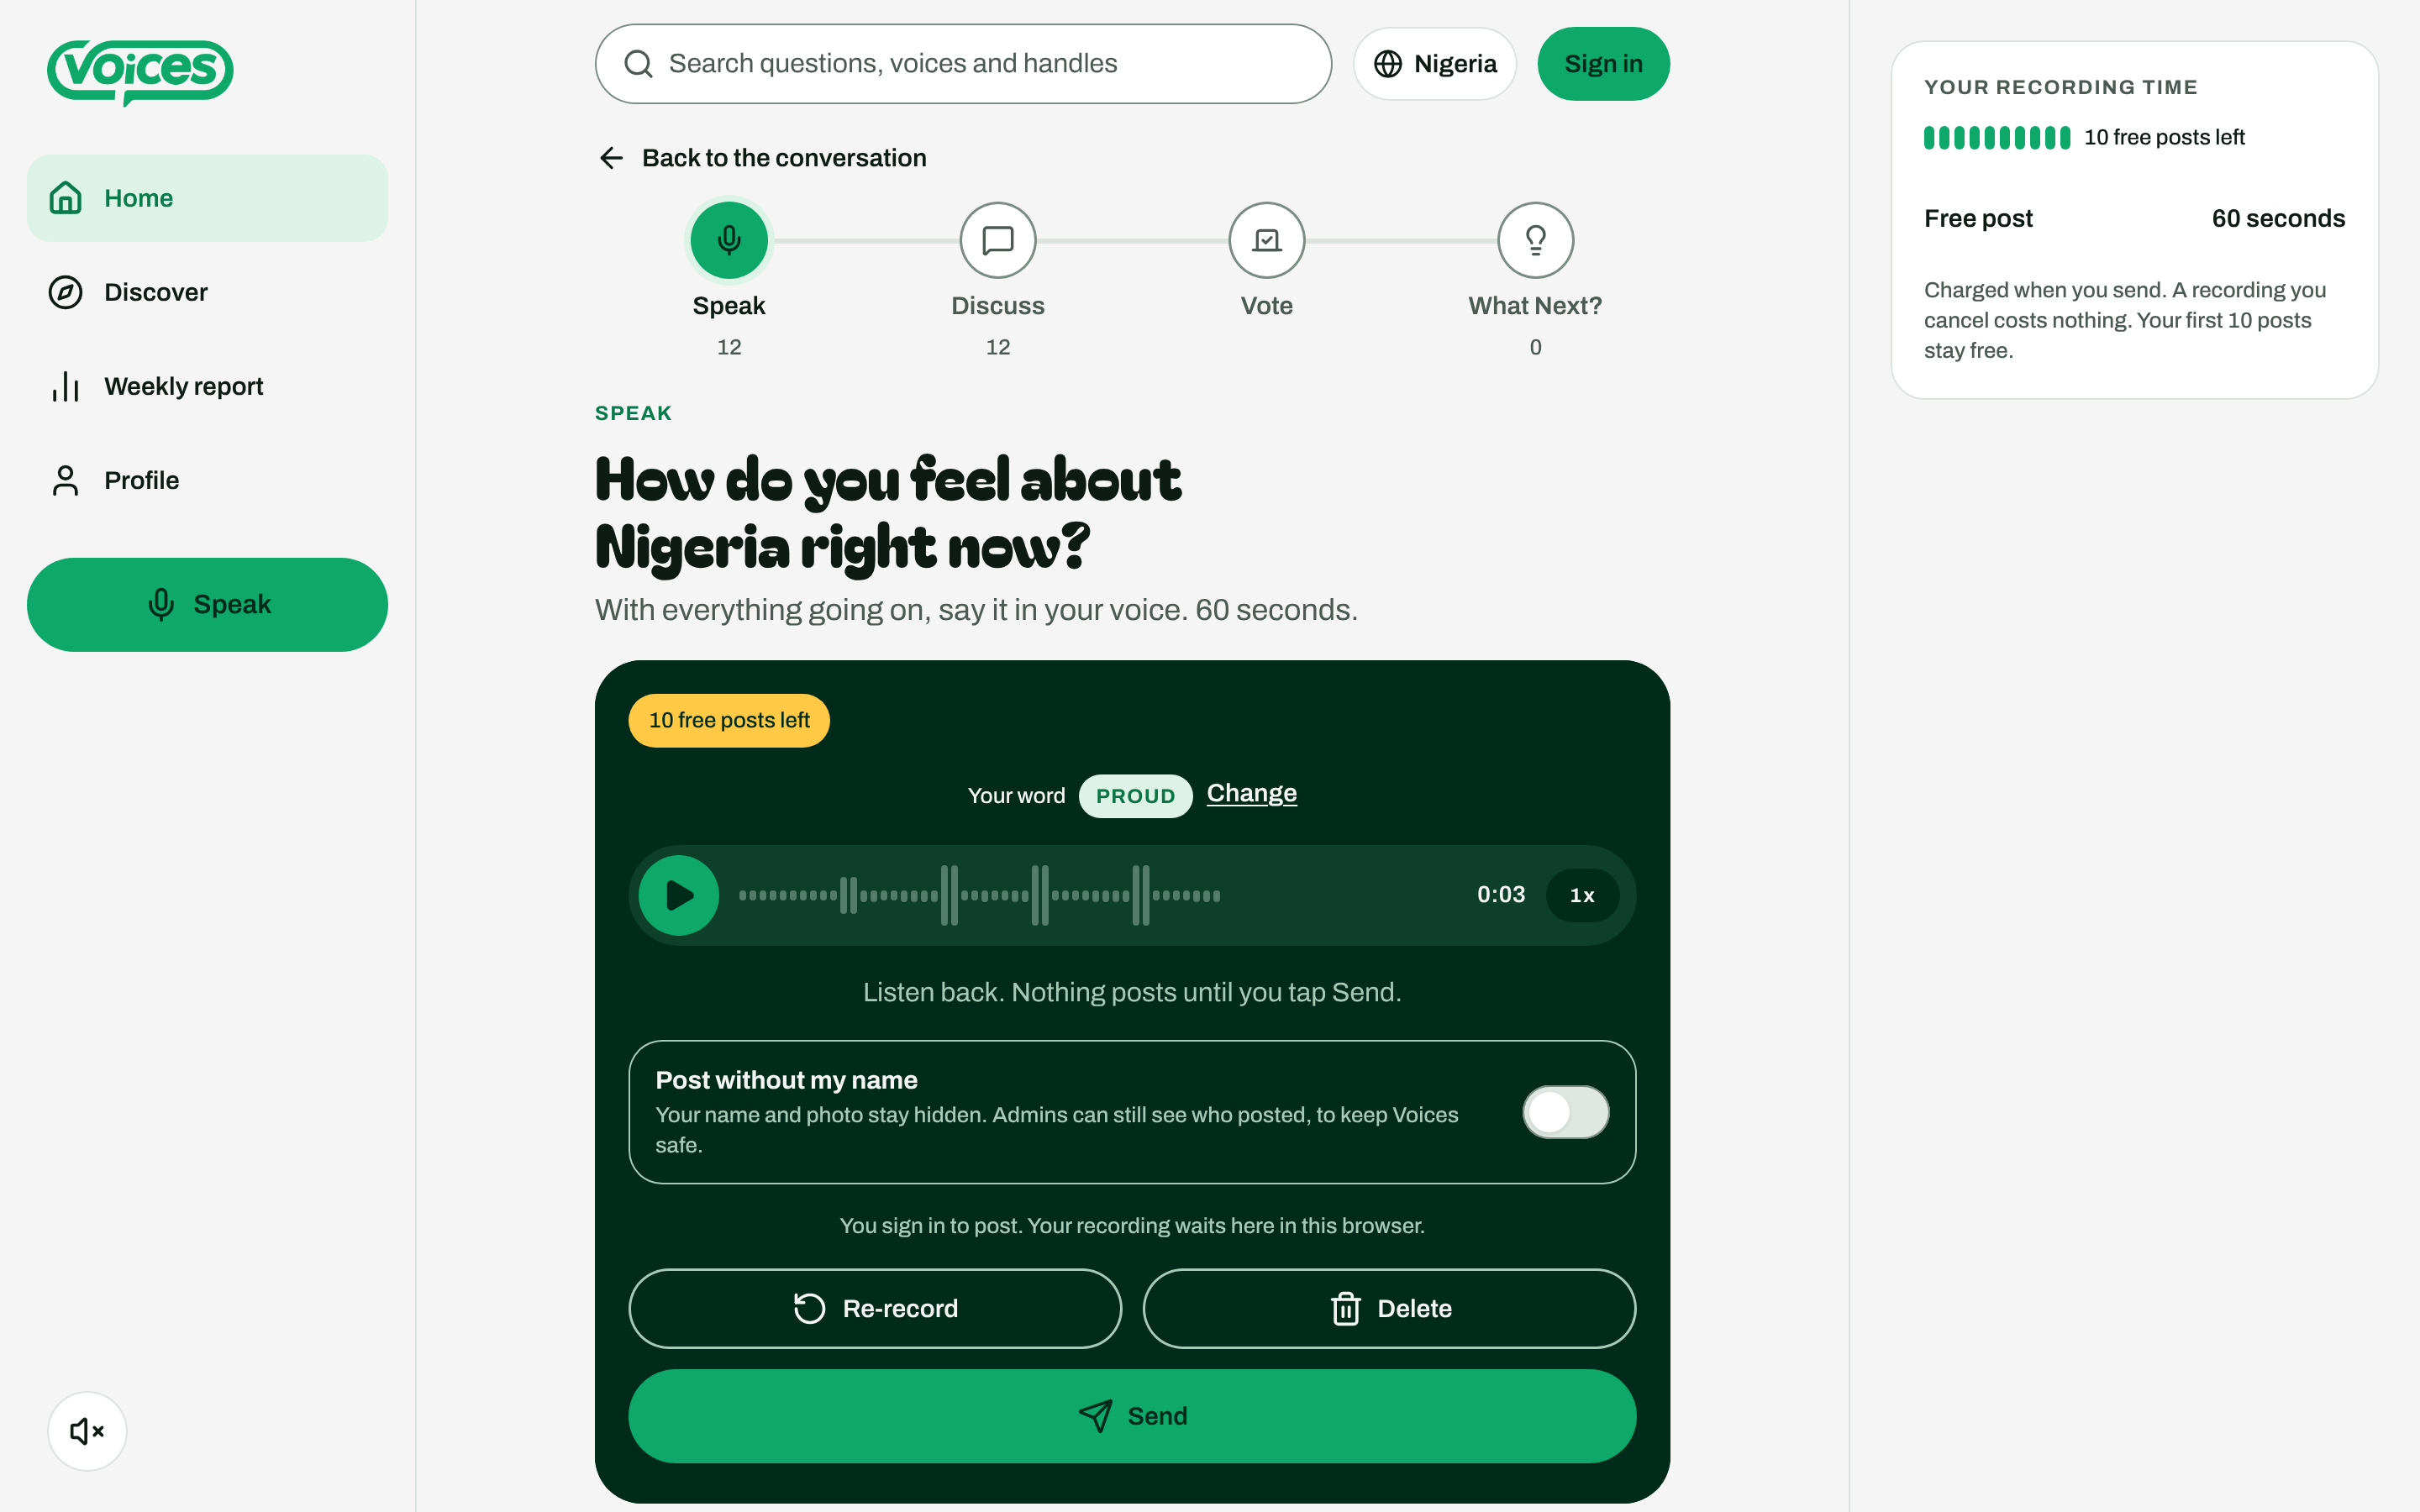 voices
Home
Discover
Weekly report
Profile
Speak
Search questions, voices and handles
Nigeria
Sign in
Back to the conversation
Speak
12
Discuss
12
Vote
What Next?
0
SPEAK
How do you feel about
Nigeria right now?
With everything going on, say it in your voice. 60 seconds.
10 free posts left
Your word PROUD Change
0:03 1x
Listen back. Nothing posts until you tap Send.
Post without my name
Your name and photo stay hidden. Admins can still see who posted, to keep Voices
safe.
You sign in to post. Your recording waits here in this browser.
Re-record
Delete
Send
YOUR RECORDING TIME
10 free posts left
Free post 60 seconds
Charged when you send. A recording you
cancel costs nothing. Your first 10 posts
stay free.